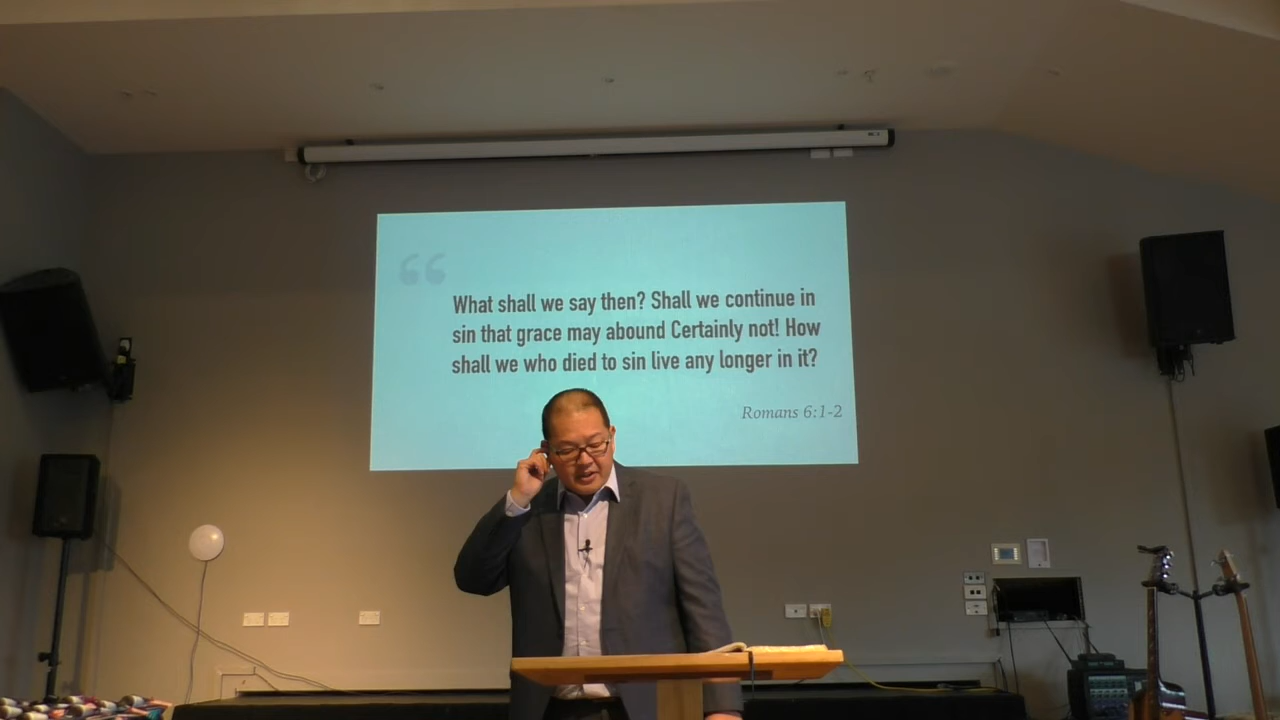 What shall we say then? Shall we continue in
sin that grace may abound Certainly not! How
shall we who died to sin live any longer in it?
Romans 6:1-2